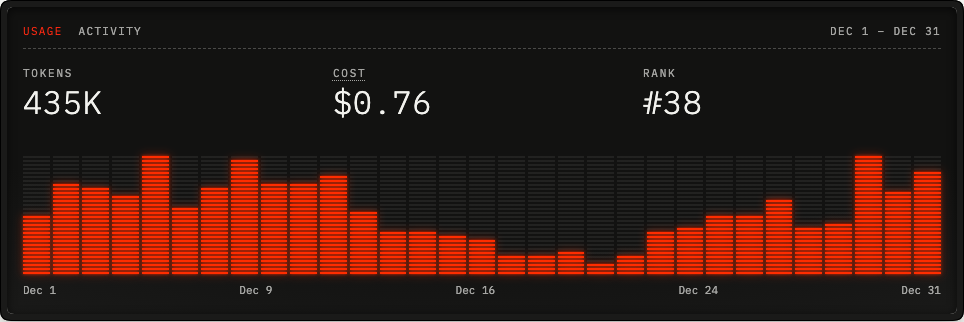 USAGE ACTIVITY DEC 1 – DEC 31
TOKENS COST RANK
435K $0.76 #38
Dec 1 Dec 9 Dec 16 Dec 24 Dec 31